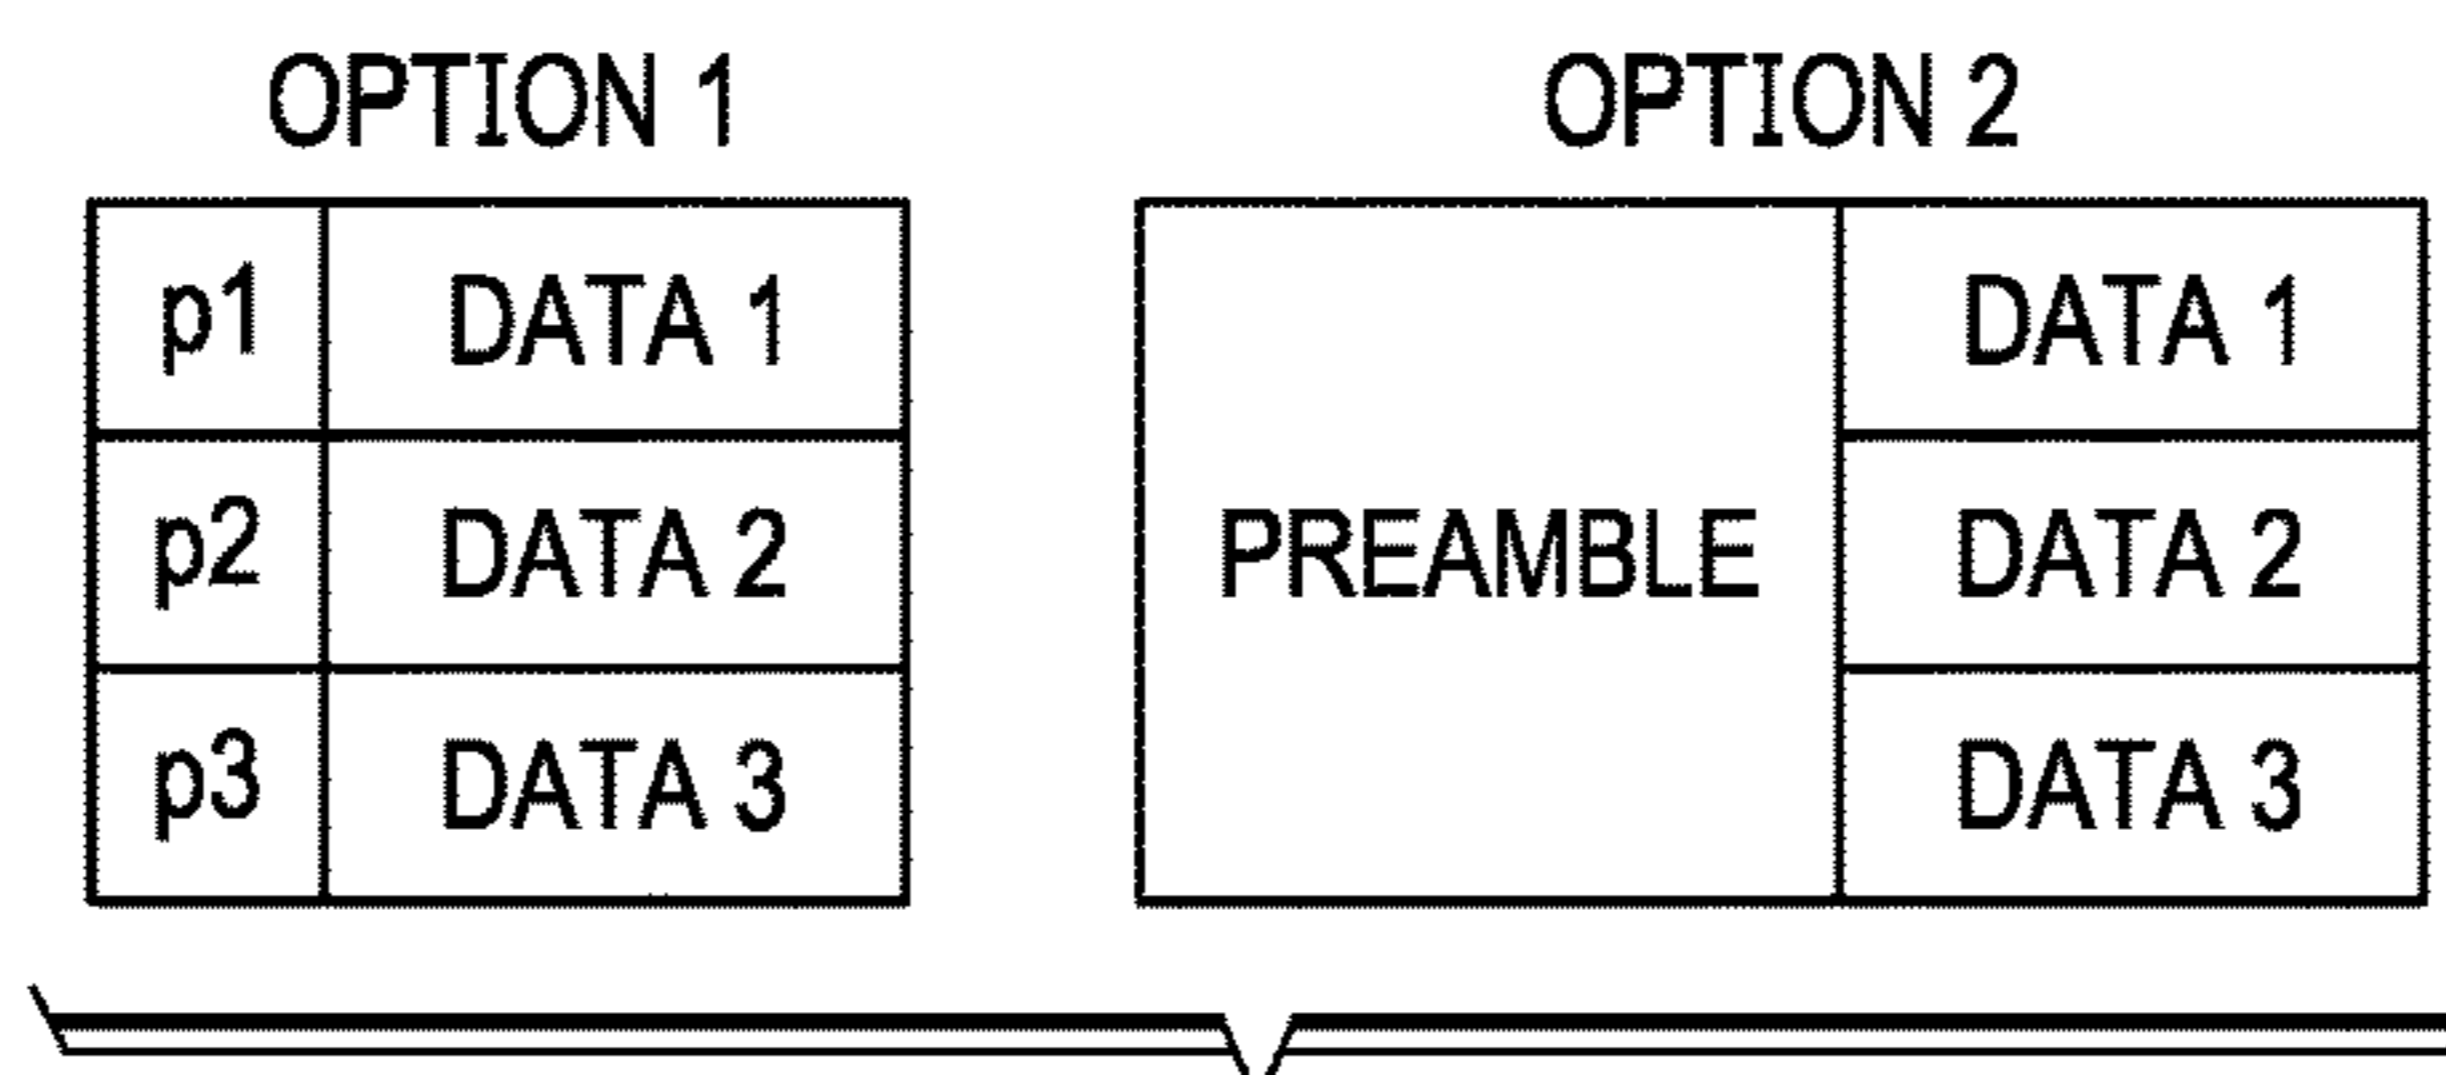 OPTION 1
p1 DATA 1
p2 DATA 2
p3 DATA 3
OPTION 2
PREAMBLE
DATA 1
DATA 2
DATA 3